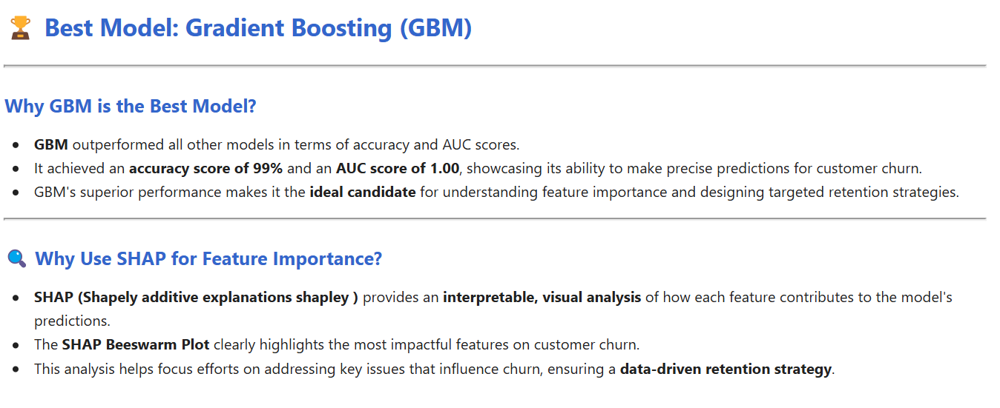 Best Model: Gradient Boosting (GBM)
Why GBM is the Best Model?
GBM outperformed all other models in terms of accuracy and AUC scores.
It achieved an accuracy score of 99% and an AUC score of 1.00, showcasing its ability to make precise predictions for customer churn.
GBM's superior performance makes it the ideal candidate for understanding feature importance and designing targeted retention strategies.
Why Use SHAP for Feature Importance?
SHAP (Shapely additive explanations shapley ) provides an interpretable, visual analysis of how each feature contributes to the model's
predictions.
The SHAP Beeswarm Plot clearly highlights the most impactful features on customer churn.
This analysis helps focus efforts on addressing key issues that influence churn, ensuring a data-driven retention strategy.